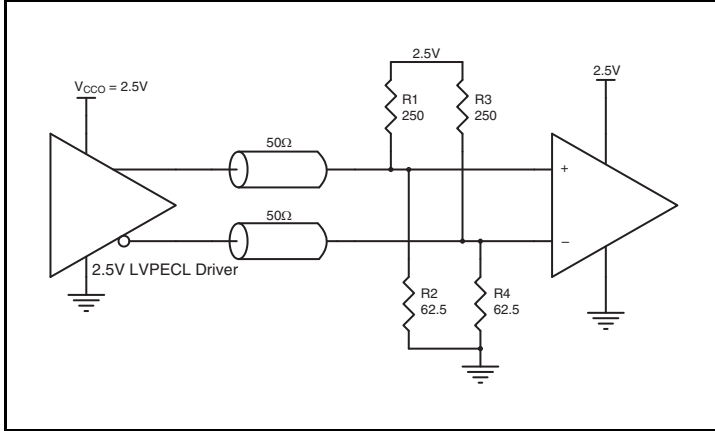 2.5V
V_CCO = 2.5V
2.5V
R1
250
R3
250
50Ω
+
50Ω
–
2.5V LVPECL Driver
R2
62.5
R4
62.5